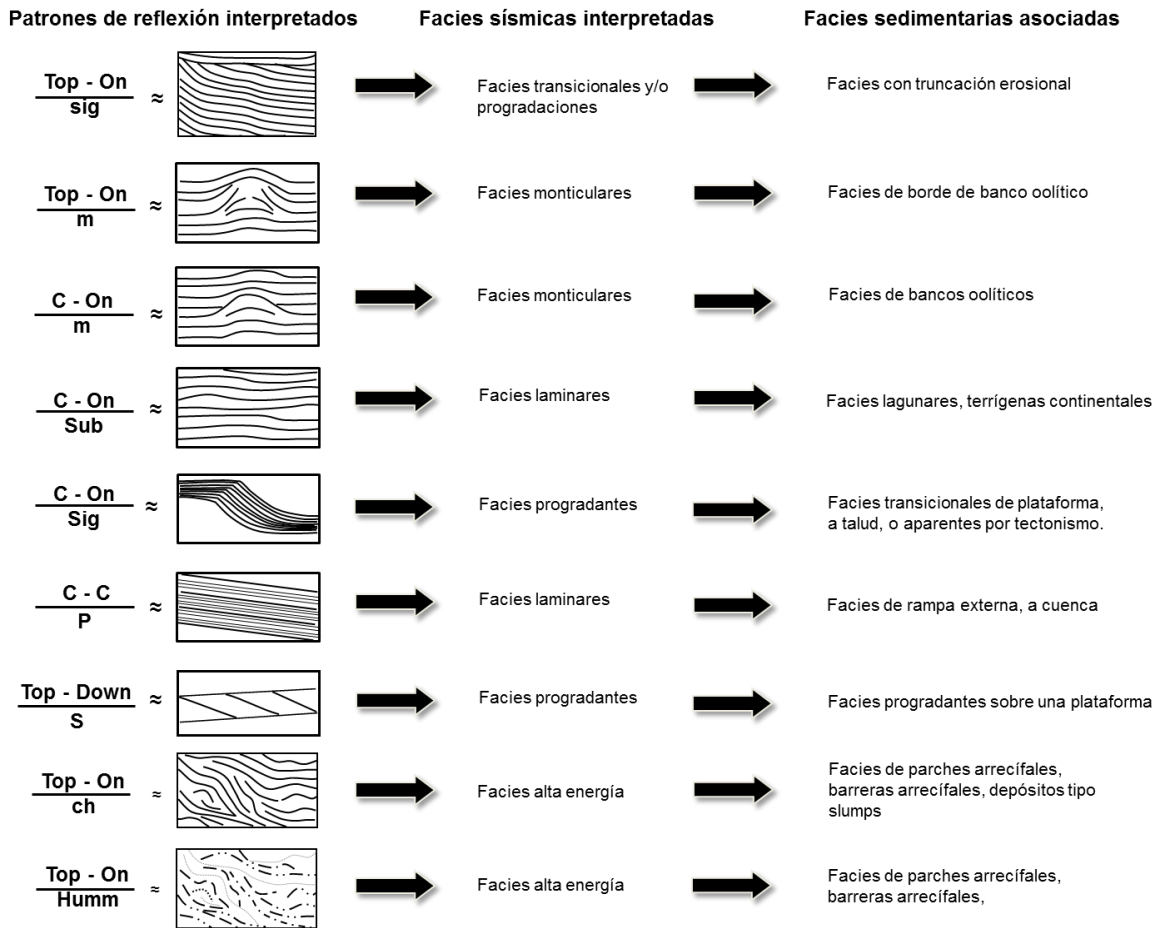 Patrones de reflexión interpretados
Facies sísmicas interpretadas
Facies sedimentarias asociadas
Top - On
sig
≈
Facies transicionales y/o
progradaciones
Facies con truncación erosional
Top - On
m
≈
Facies monticulares
Facies de borde de banco oolítico
C - On
m
≈
Facies monticulares
Facies de bancos oolíticos
C - On
Sub
≈
Facies laminares
Facies lagunares, terrígenas continentales
C - On
Sig
≈
Facies progradantes
Facies transicionales de plataforma,
a talud, o aparentes por tectonismo.
C - C
P
≈
Facies laminares
Facies de rampa externa, a cuenca
Top - Down
S
≈
Facies progradantes
Facies progradantes sobre una plataforma
Top - On
ch
≈
Facies alta energía
Facies de parches arrecífales,
barreras arrecífales, depósitos tipo
slumps
Top - On
Humm
≈
Facies alta energía
Facies de parches arrecífales,
barreras arrecífales,